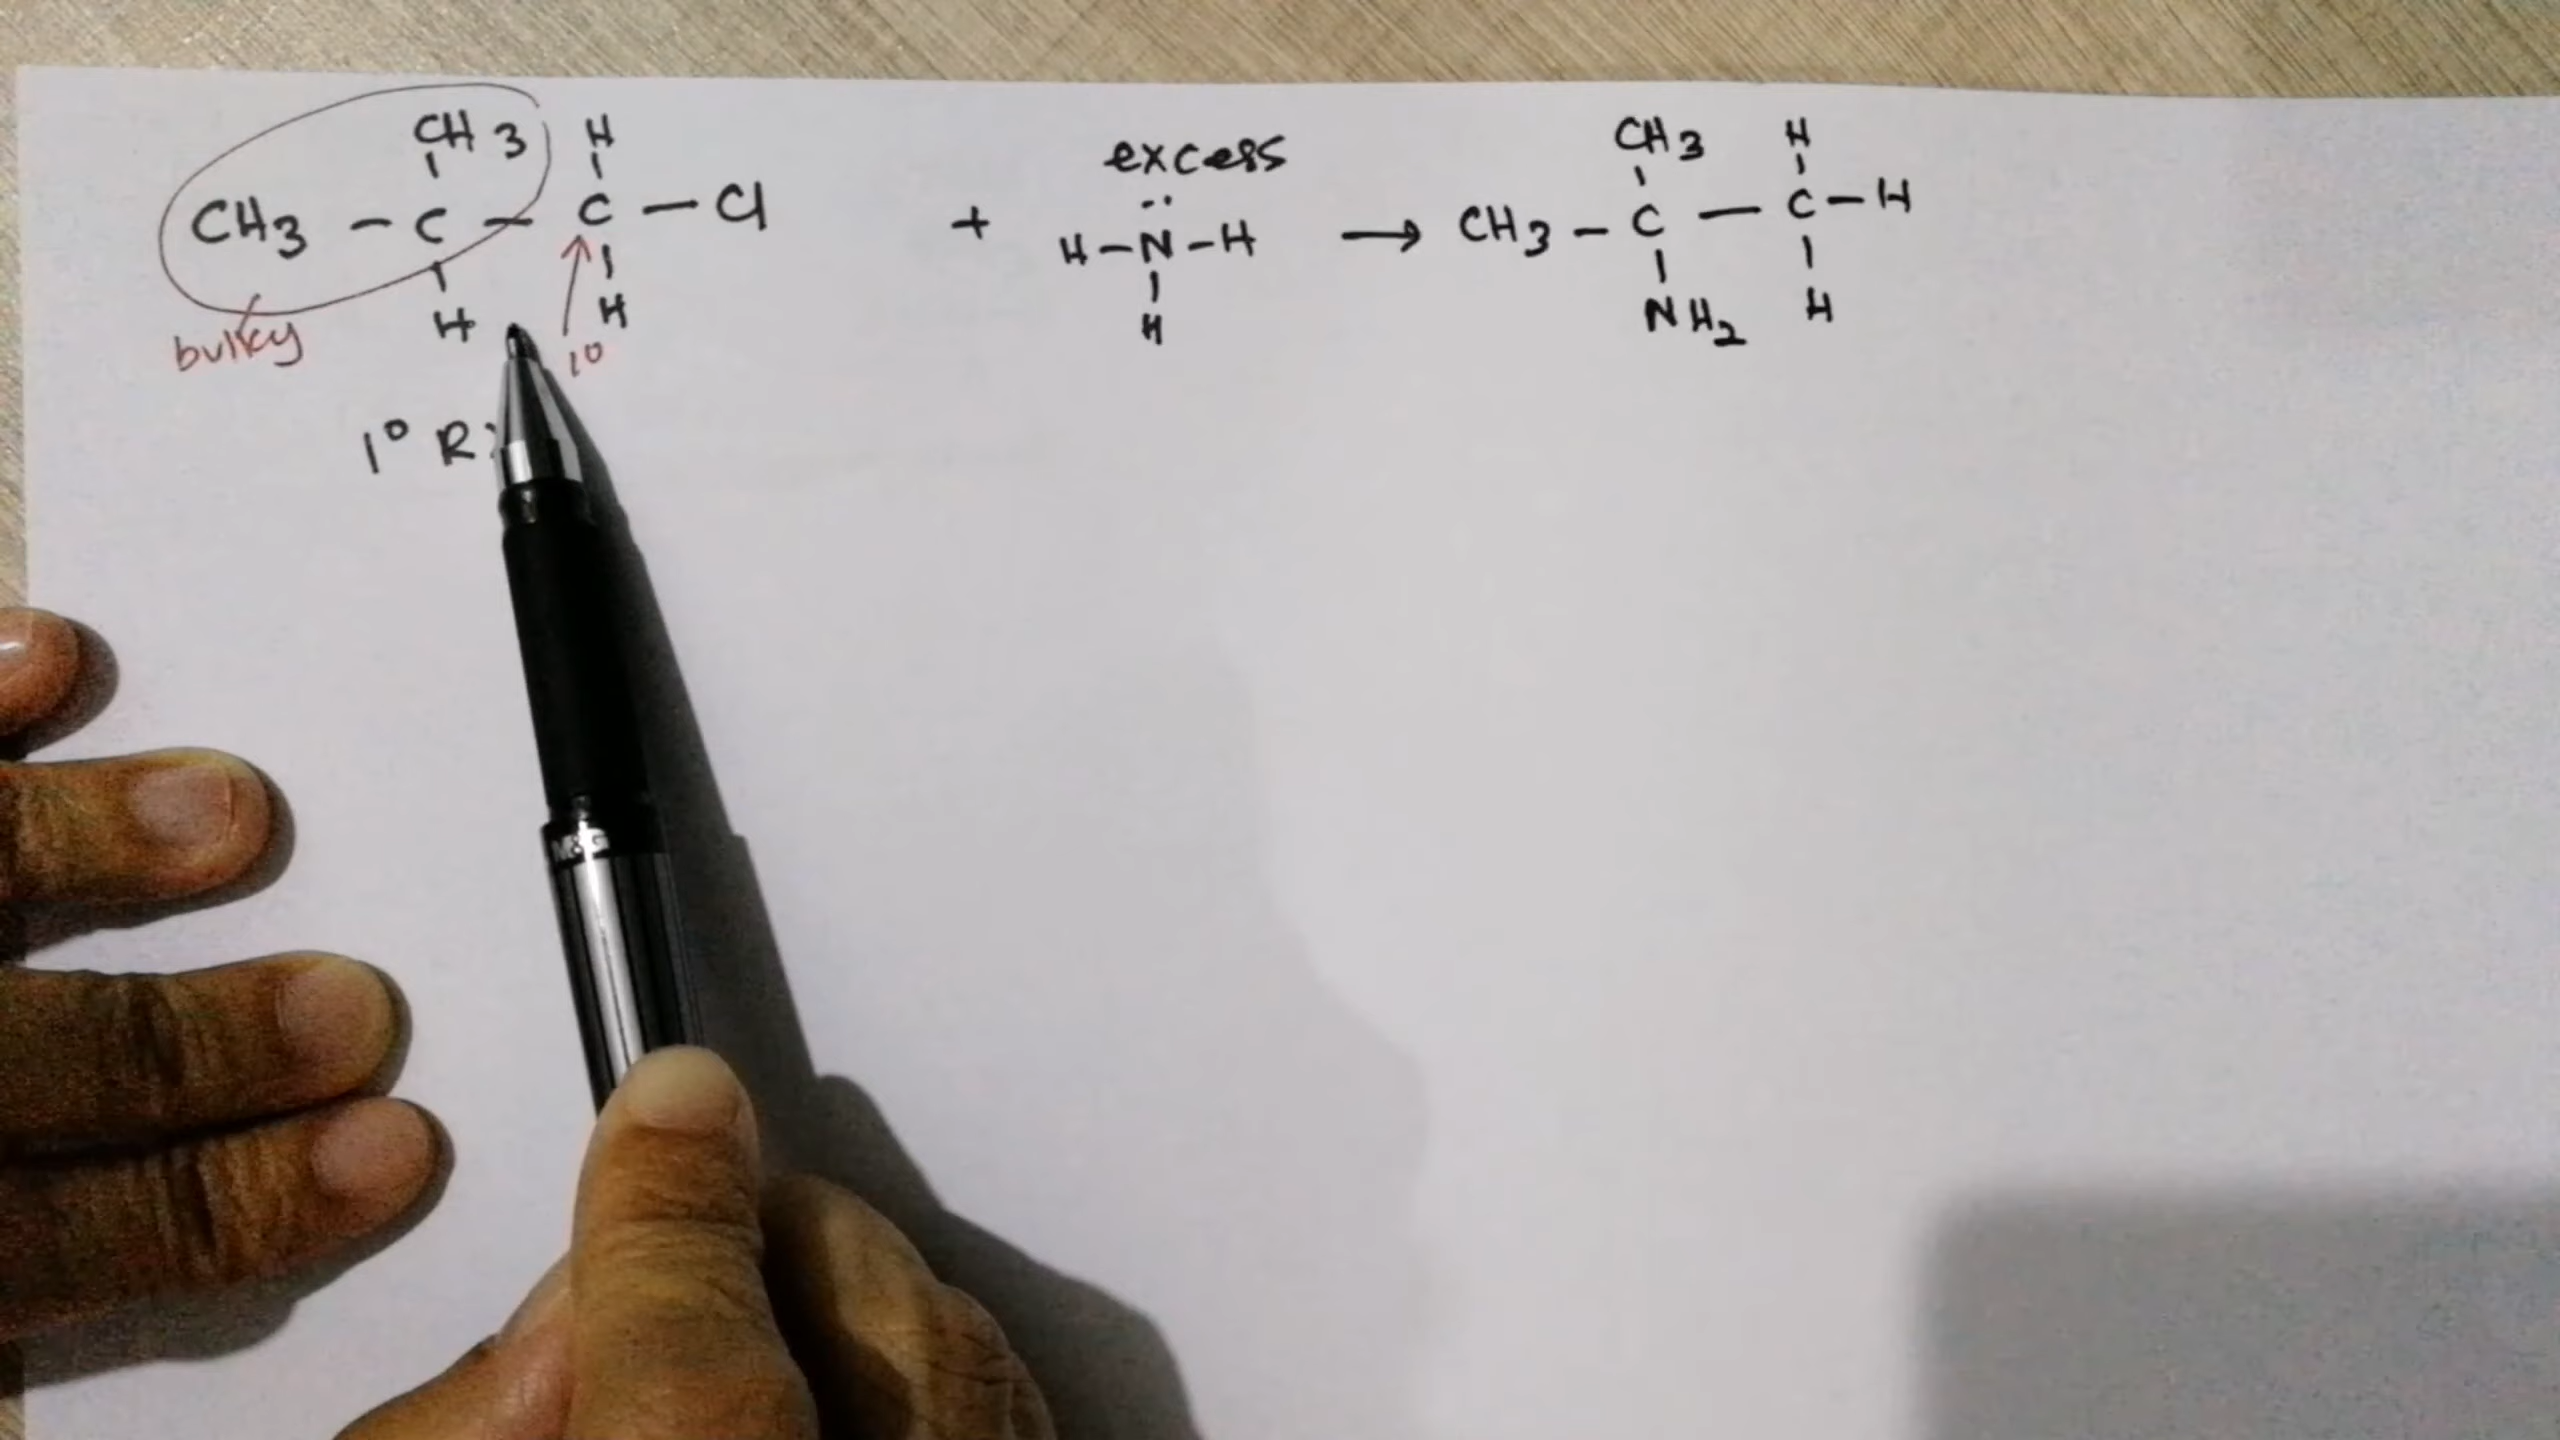 CH3 H
CH3 - C - C - Cl
H H
bulky
1°
1° R
excess
+ H-N-H →
H
CH3 H
CH3 - C - C - H
NH2 H
M&G